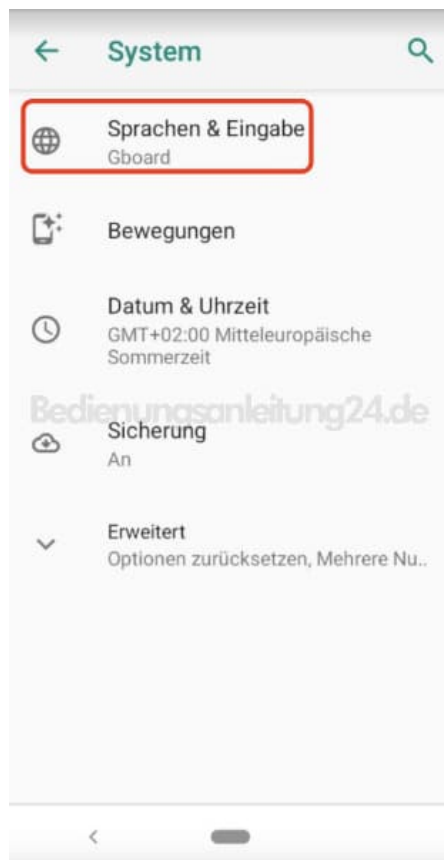 System
Sprachen & Eingabe
Gboard
Bewegungen
Datum & Uhrzeit
GMT+02:00 Mitteleuropäische
Sommerzeit
Bedienungsanleitung24.de
Sicherung
An
Erweitert
Optionen zurücksetzen, Mehrere Nu..